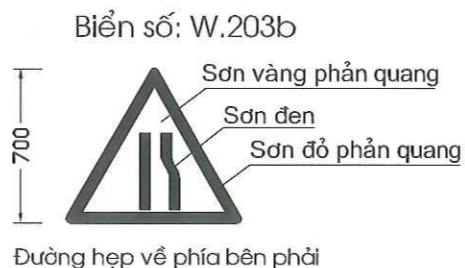 Biển số: W.203b
Sơn vàng phản quang
Sơn đen
Sơn đỏ phản quang
700
Đường hẹp về phía bên phải